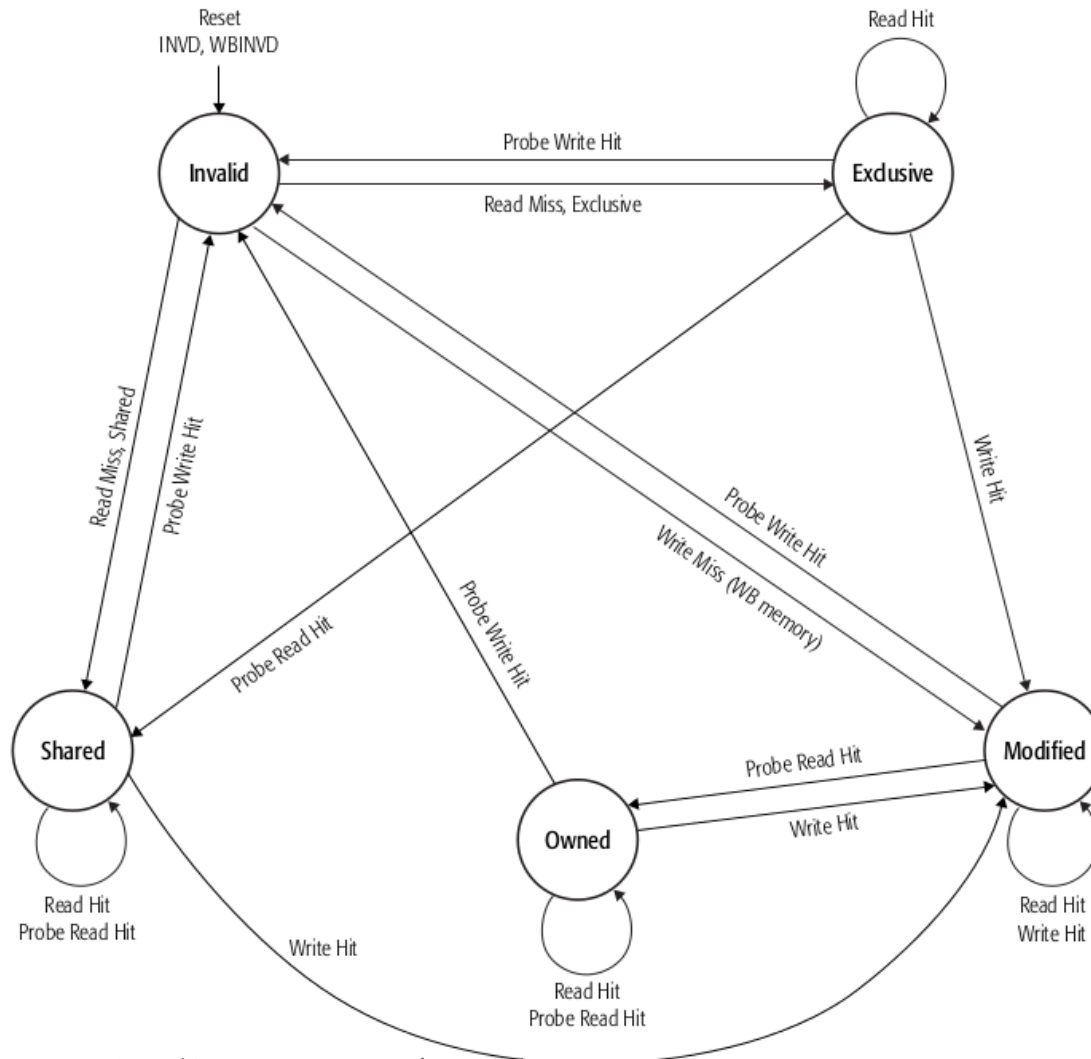 Reset
INVD, WBINVD
Read Hit
Invalid
Probe Write Hit
Exclusive
Read Miss, Exclusive
Read Miss, Shared
Probe Write Hit
Probe Read Hit
Probe Write Hit
Probe Write Hit
Write Miss (WB memory)
Write Hit
Shared
Probe Read Hit
Modified
Owned
Write Hit
Read Hit
Probe Read Hit
Write Hit
Read Hit
Probe Read Hit
Read Hit
Write Hit